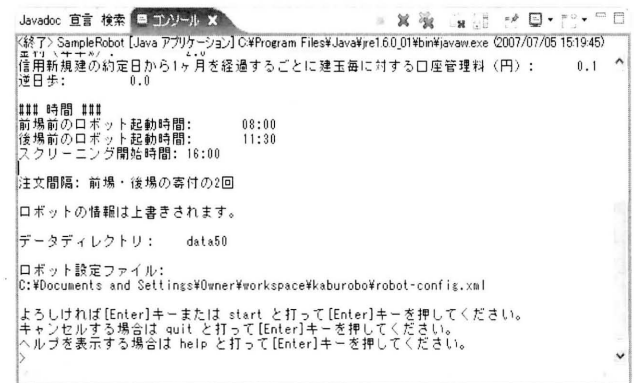 Javadoc 宣言 検索 コンソール
<終了> SampleRobot [Java アプリケーション] C:¥Program Files¥Java¥jre1.6.0_01¥bin¥javaw.exe (2007/07/05 15:19:45)
信用新規建の約定日から1ヶ月を経過するごとに建玉毎に対する口座管理料（円）: 0.1
逆日歩: 0.0
### 時間 ###
前場前のロボット起動時間: 08:00
後場前のロボット起動時間: 11:30
スクリーニング開始時間: 16:00
注文間隔: 前場・後場の寄付の2回
ロボットの情報は上書きされます。
データディレクトリ: data50
ロボット設定ファイル:
C:¥Documents and Settings¥Owner¥workspace¥kaburobo¥robot-config.xml
よろしければ[Enter]キーまたは start と打って[Enter]キーを押してください。
キャンセルする場合は quit と打って[Enter]キーを押してください。
ヘルプを表示する場合は help と打って[Enter]キーを押してください。
>